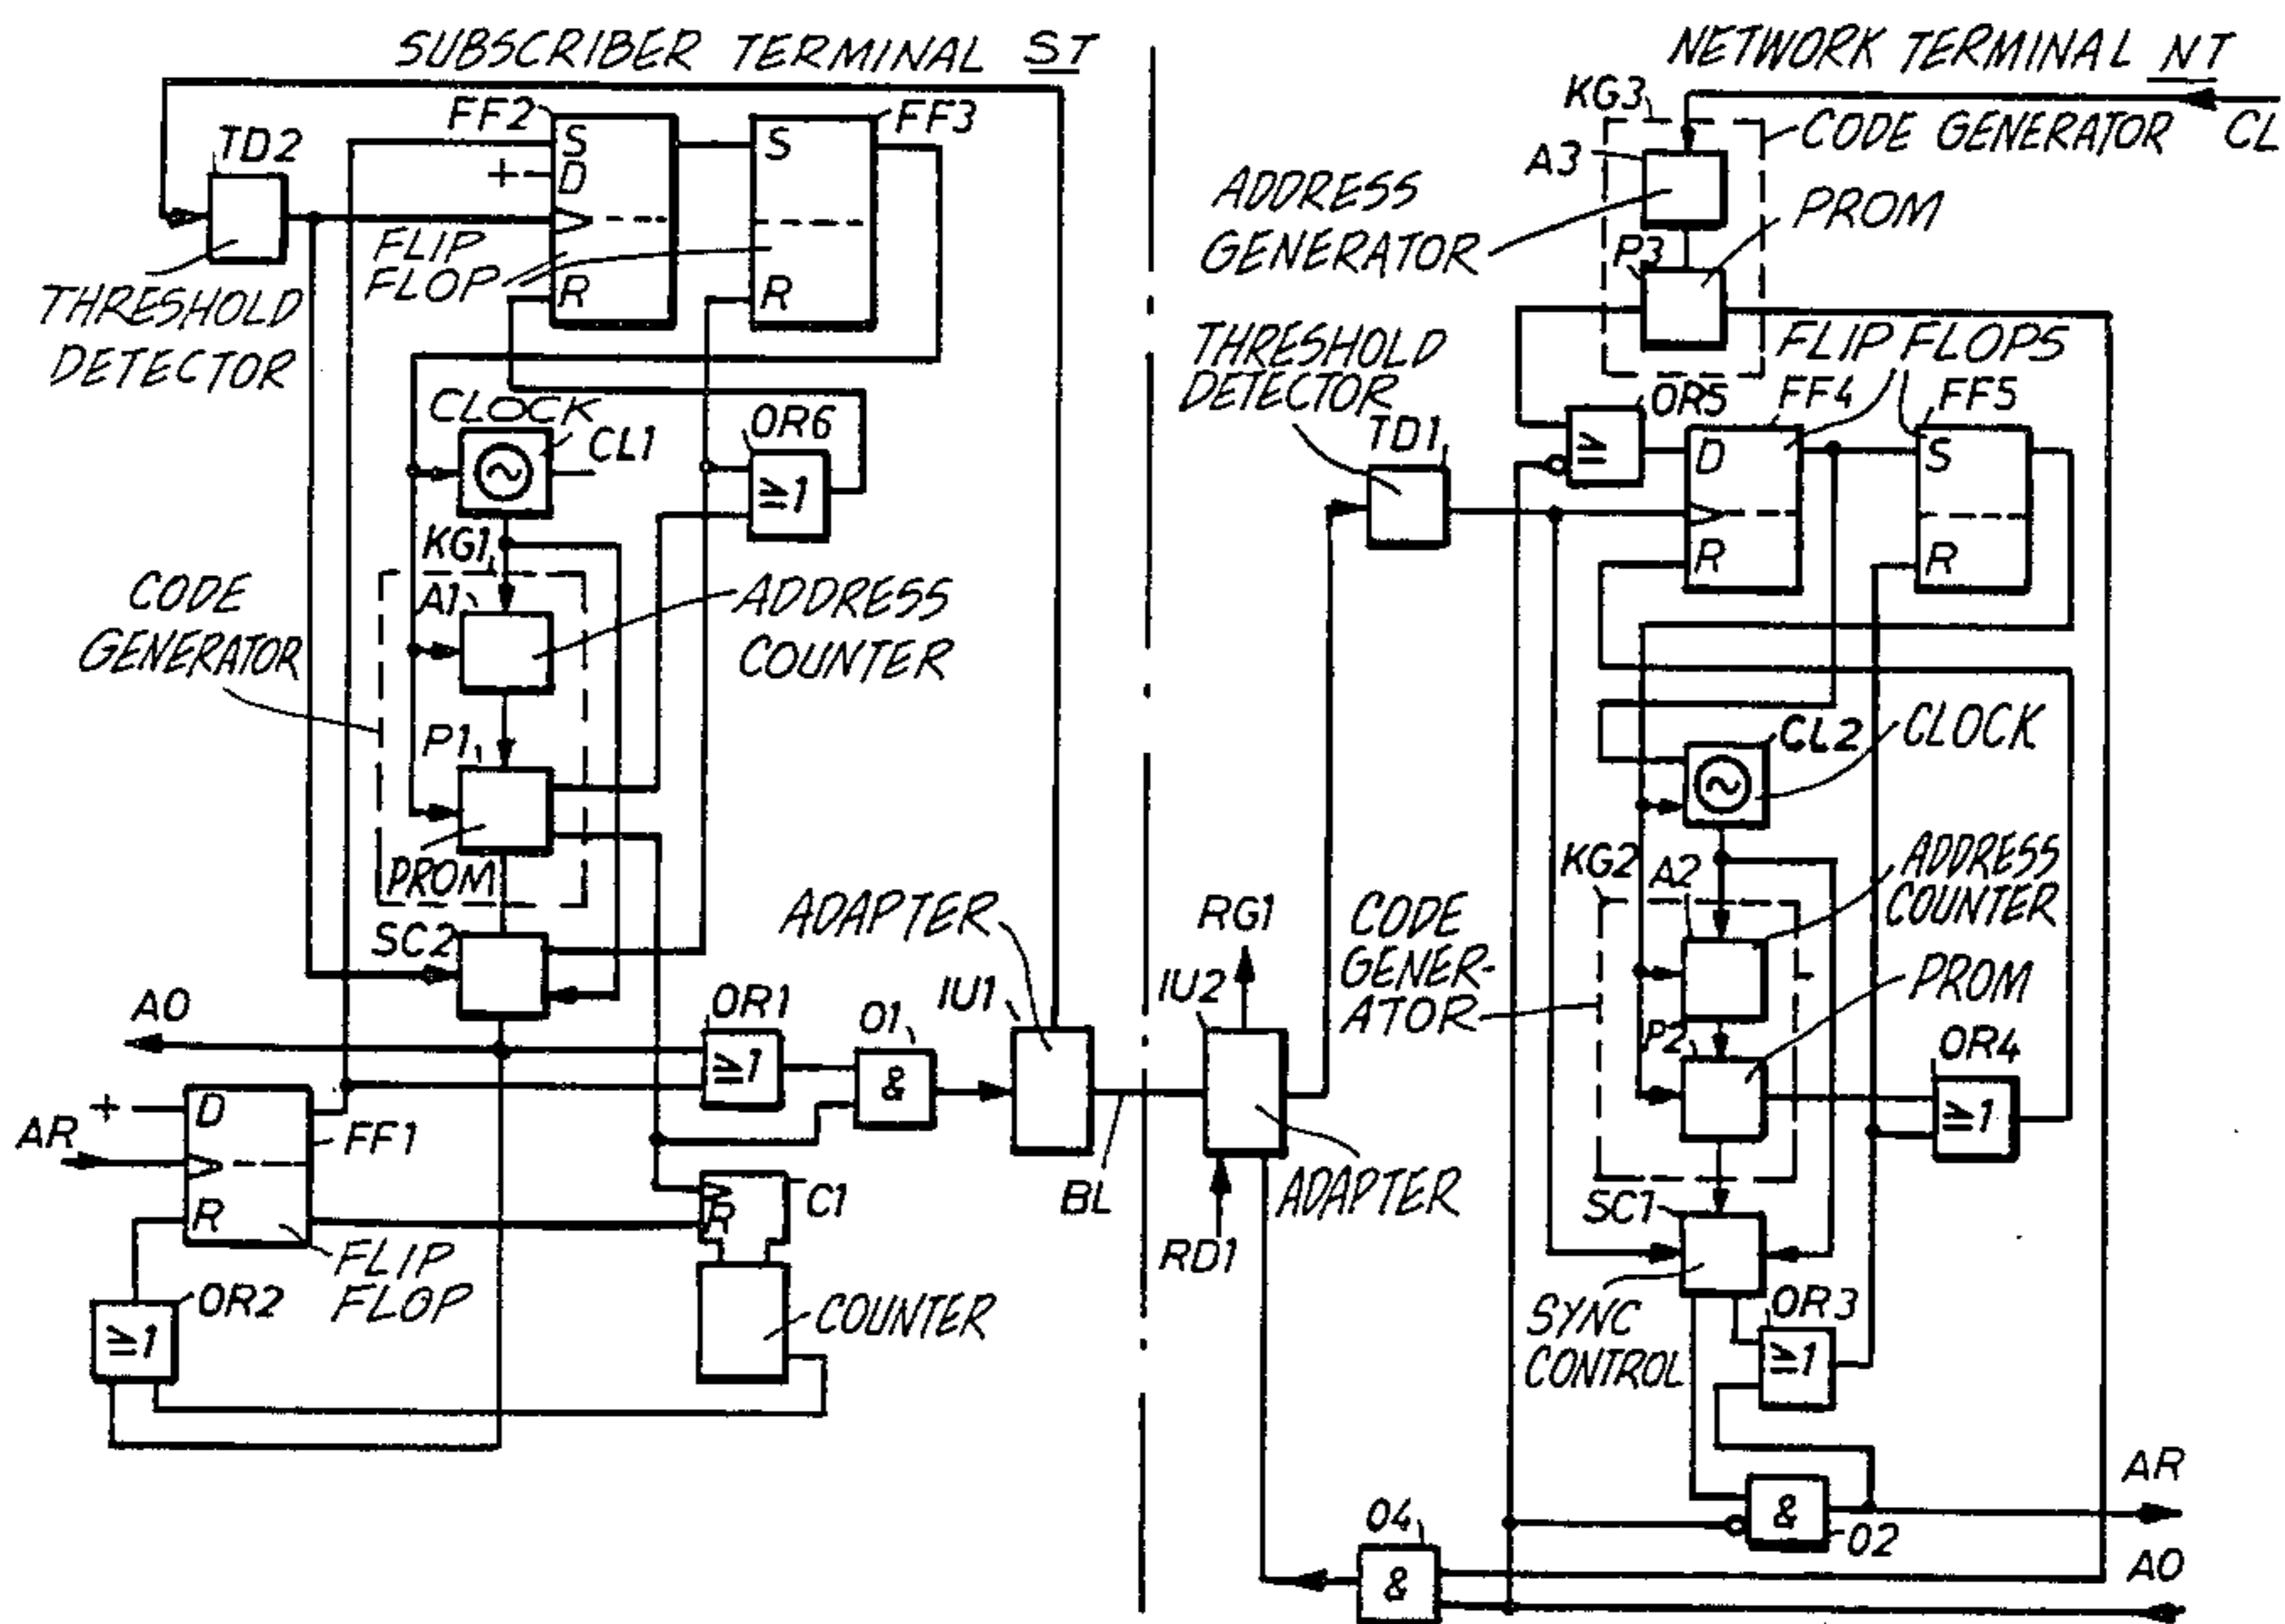 SUBSCRIBER TERMINAL ST
NETWORK TERMINAL NT
FF2
FF3
TD2
S
+
D
R
S
R
FLIP
FLOP
THRESHOLD
DETECTOR
CLOCK
CL1
OR6
≥1
KG1
A1
ADDRESS
COUNTER
CODE
GENERATOR
P1
PROM
SC2
AO
AR
+
D
R
FF1
FLIP
FLOP
OR2
≥1
OR1
≥1
O1
&
C1
R
COUNTER
ADAPTER
IU1
BL
RG1
IU2
RD1
ADAPTER
KG3
CODE GENERATOR
CL
A3
ADDRESS
GENERATOR
P3
PROM
THRESHOLD
DETECTOR
TD1
FLIP FLOPS
OR5
≥
FF4
FF5
D
R
S
R
CL2
CLOCK
KG2
A2
ADDRESS
COUNTER
CODE
GENER-
ATOR
P2
PROM
OR4
≥1
SC1
SYNC
CONTROL
OR3
≥1
AR
&
O2
O4
&
AO